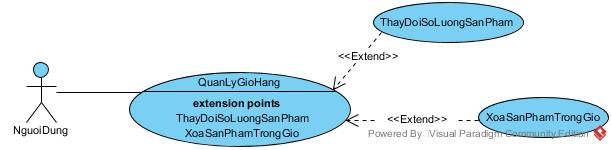 ThayDoiSoLuongSanPham
<<Extend>>
QuanLyGioHang
extension points
ThayDoiSoLuongSanPham
XoaSanPhamTrongGio
<<Extend>>
XoaSanPhamTrongGio
NguoiDung
Powered By Visual Paradigm Community Edition